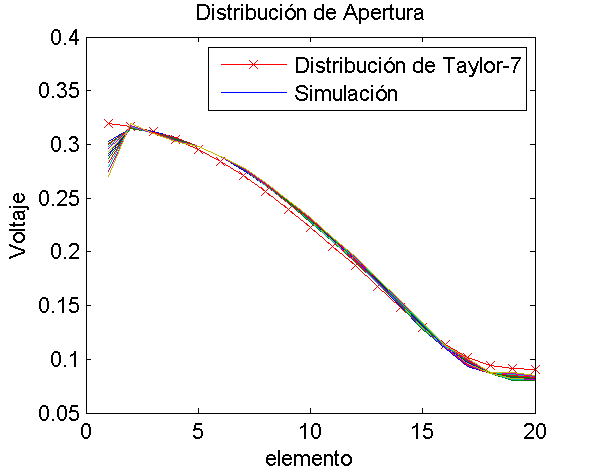 Distribución de Apertura
Distribución de Taylor-7
Simulación
Voltaje
0.4
0.35
0.3
0.25
0.2
0.15
0.1
0.05
0 5 10 15 20
elemento